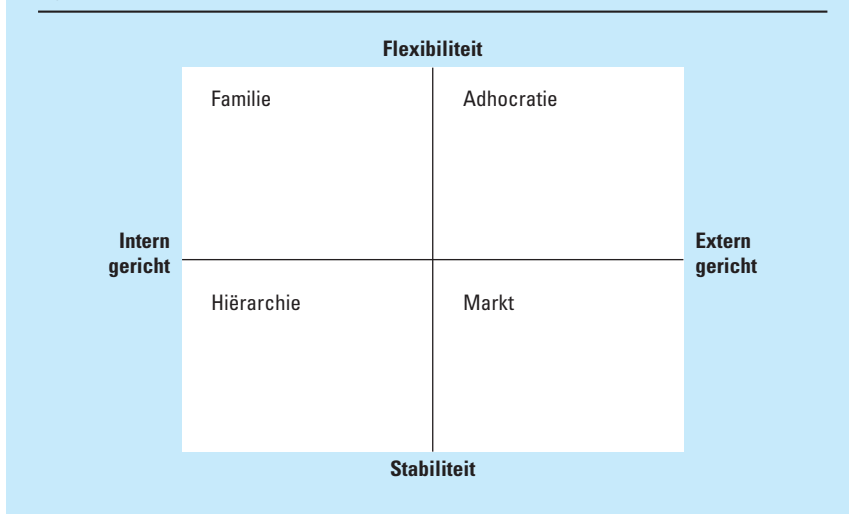 Flexibiliteit
Familie
Adhocratie
Intern
gericht
Extern
gericht
Hiërarchie
Markt
Stabiliteit